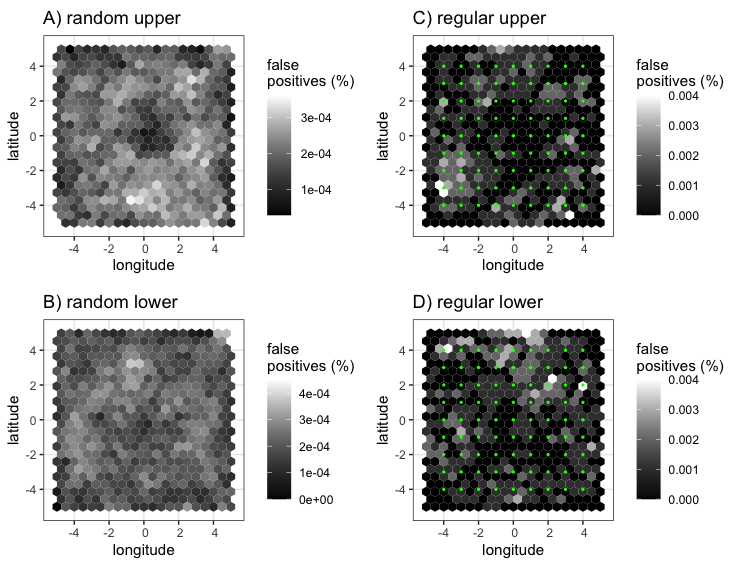 A) random upper
false
positives (%)
3e-04
2e-04
1e-04
latitude
4
2
0
-2
-4
-4
-2
0
2
4
longitude
C) regular upper
false
positives (%)
0.004
0.003
0.002
0.001
0.000
latitude
4
2
0
-2
-4
-4
-2
0
2
4
longitude
B) random lower
false
positives (%)
4e-04
3e-04
2e-04
1e-04
0e+00
latitude
4
2
0
-2
-4
-4
-2
0
2
4
longitude
D) regular lower
false
positives (%)
0.004
0.003
0.002
0.001
0.000
latitude
4
2
0
-2
-4
-4
-2
0
2
4
longitude